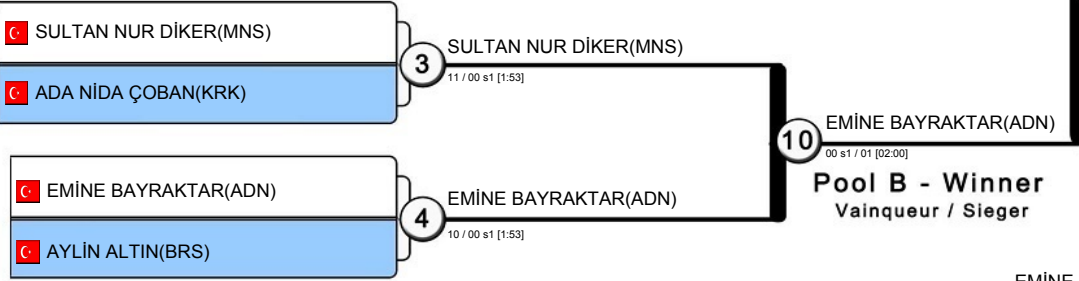 SULTAN NUR DİKER(MNS)
ADA NİDA ÇOBAN(KRK)
3
SULTAN NUR DİKER(MNS)
11 / 00 s1 [1:53]
EMİNE BAYRAKTAR(ADN)
AYLİN ALTIN(BRS)
4
EMİNE BAYRAKTAR(ADN)
10 / 00 s1 [1:53]
10
EMİNE BAYRAKTAR(ADN)
00 s1 / 01 [02:00]
Pool B - Winner
Vainqueur / Sieger
EMİNE